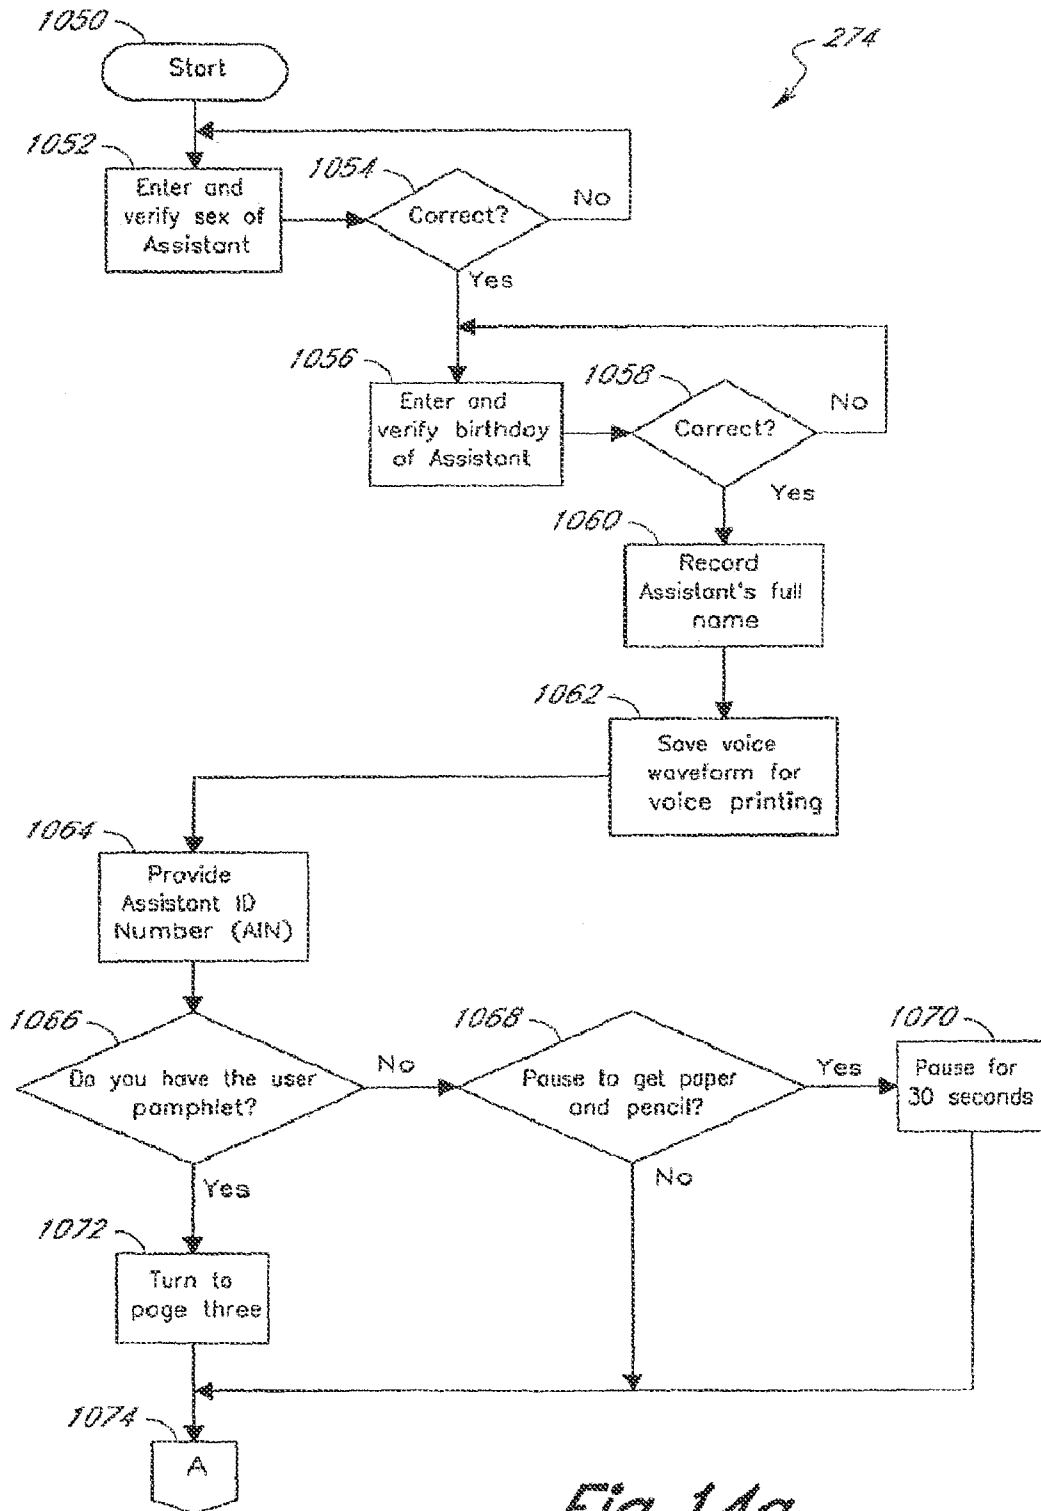 1050
Start
274
1052
Enter and
verify sex of
Assistant
1054
Correct?
No
Yes
1056
Enter and
verify birthday
of Assistant
1058
Correct?
No
Yes
1060
Record
Assistant's full
name
1062
Save voice
waveform for
voice printing
1064
Provide
Assistant ID
Number (AIN)
1066
Do you have the user
pamphlet?
No
Yes
1068
Pause to get paper
and pencil?
Yes
No
1070
Pause for
30 seconds
1072
Turn to
page three
1074
A
Fig. 14a